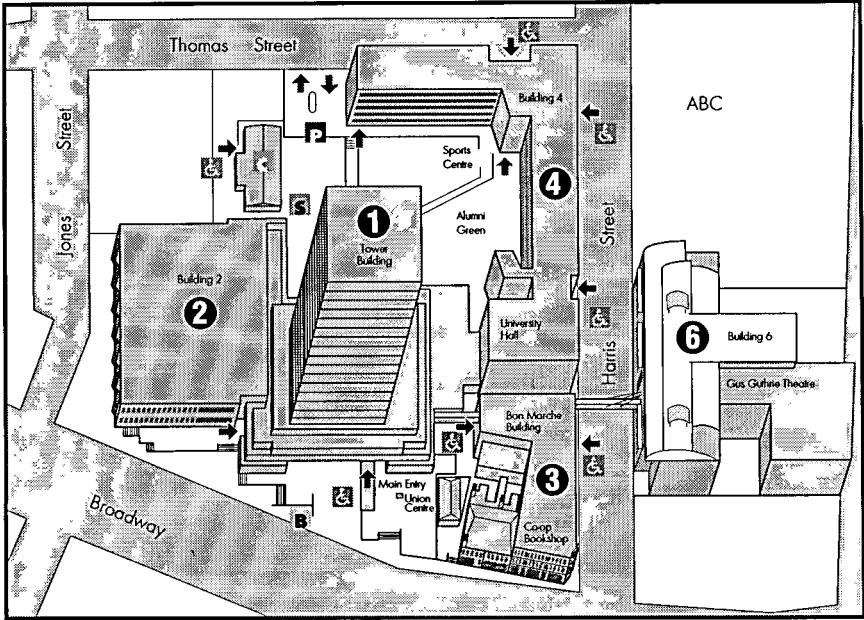 Thomas Street
Jones Street
Building 4
ABC
P
C
Sports
Centre
4
S
1
Tower
Building
Alumni
Green
Harris Street
Building 2
2
University
Hall
6
Building 6
Gus Guthrie Theatre
Bon Marche
Building
3
Main Entry
Union
Centre
B
Co-op
Bookshop
Broadway